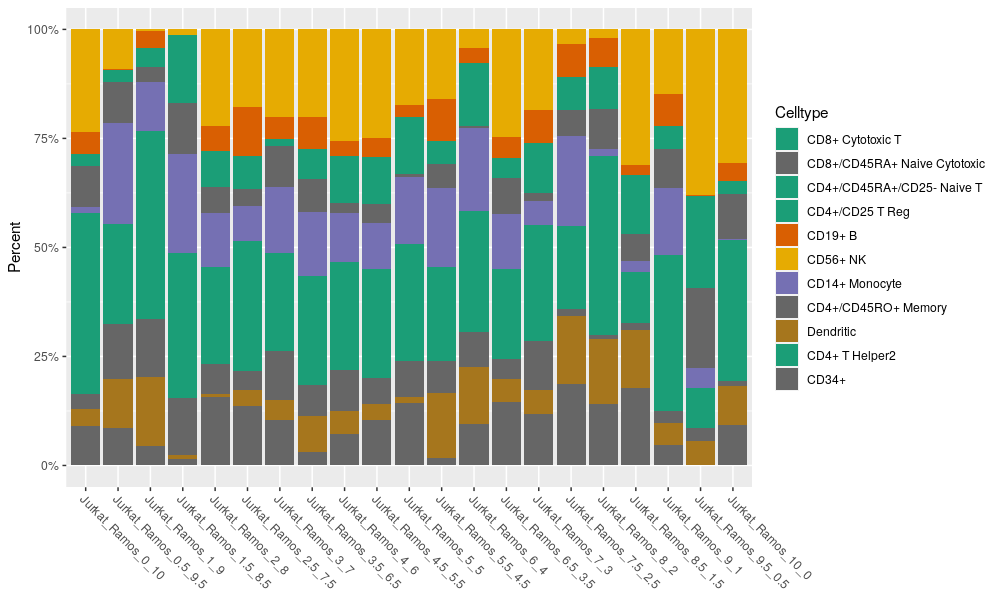 100%
75%
50%
25%
0%
Percent
Jurkat_Ramos_0_10
Jurkat_Ramos_0.5_9.5
Jurkat_Ramos_1_9
Jurkat_Ramos_1.5_8.5
Jurkat_Ramos_2_8
Jurkat_Ramos_2.5_7.5
Jurkat_Ramos_3_7
Jurkat_Ramos_3.5_6.5
Jurkat_Ramos_4_6
Jurkat_Ramos_4.5_5.5
Jurkat_Ramos_5_5
Jurkat_Ramos_5.5_4.5
Jurkat_Ramos_6_4
Jurkat_Ramos_6.5_3.5
Jurkat_Ramos_7_3
Jurkat_Ramos_7.5_2.5
Jurkat_Ramos_8_2
Jurkat_Ramos_8.5_1.5
Jurkat_Ramos_9_1
Jurkat_Ramos_9.5_0.5
Jurkat_Ramos_10_0
Celltype
CD8+ Cytotoxic T
CD8+/CD45RA+ Naive Cytotoxic
CD4+/CD45RA+/CD25- Naive T
CD4+/CD25 T Reg
CD19+ B
CD56+ NK
CD14+ Monocyte
CD4+/CD45RO+ Memory
Dendritic
CD4+ T Helper2
CD34+